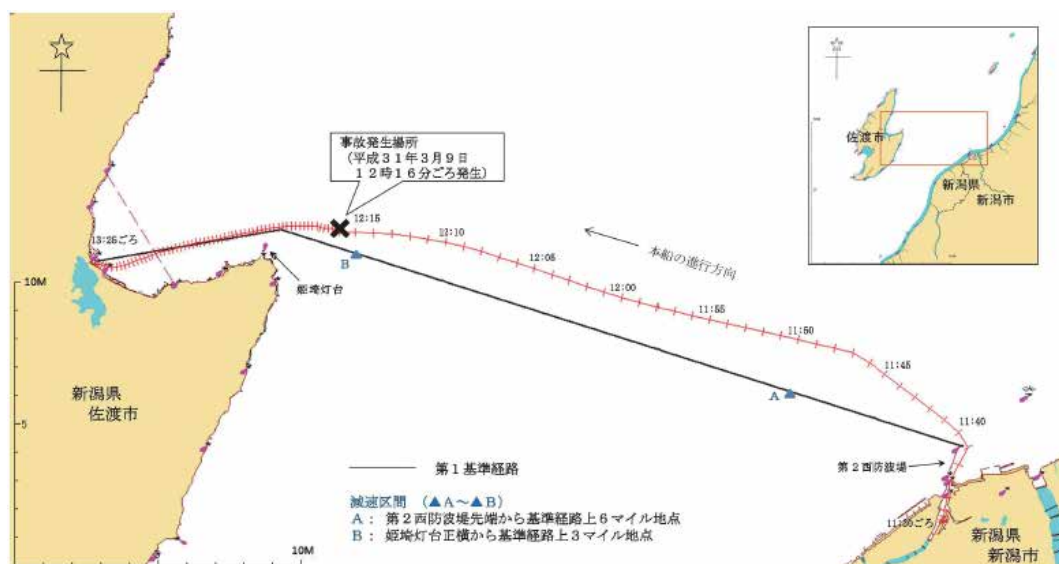 事故発生場所
(平成31年3月9日
12時16分ごろ発生)
佐渡市
新潟県
新潟市
12:15
12:10
12:05
12:00
11:55
11:50
11:45
11:40
本船の進行方向
13:25ごろ
B
姫埼灯台
10M
A
新潟県
佐渡市
5
第2西防波場
第1基準経路
減速区間 (▲A~▲B)
A: 第2西防波堤先端から基準経路上6マイル地点
B: 姫埼灯台正横から基準経路上3マイル地点
11:30ごろ
新潟県
新潟市
10M